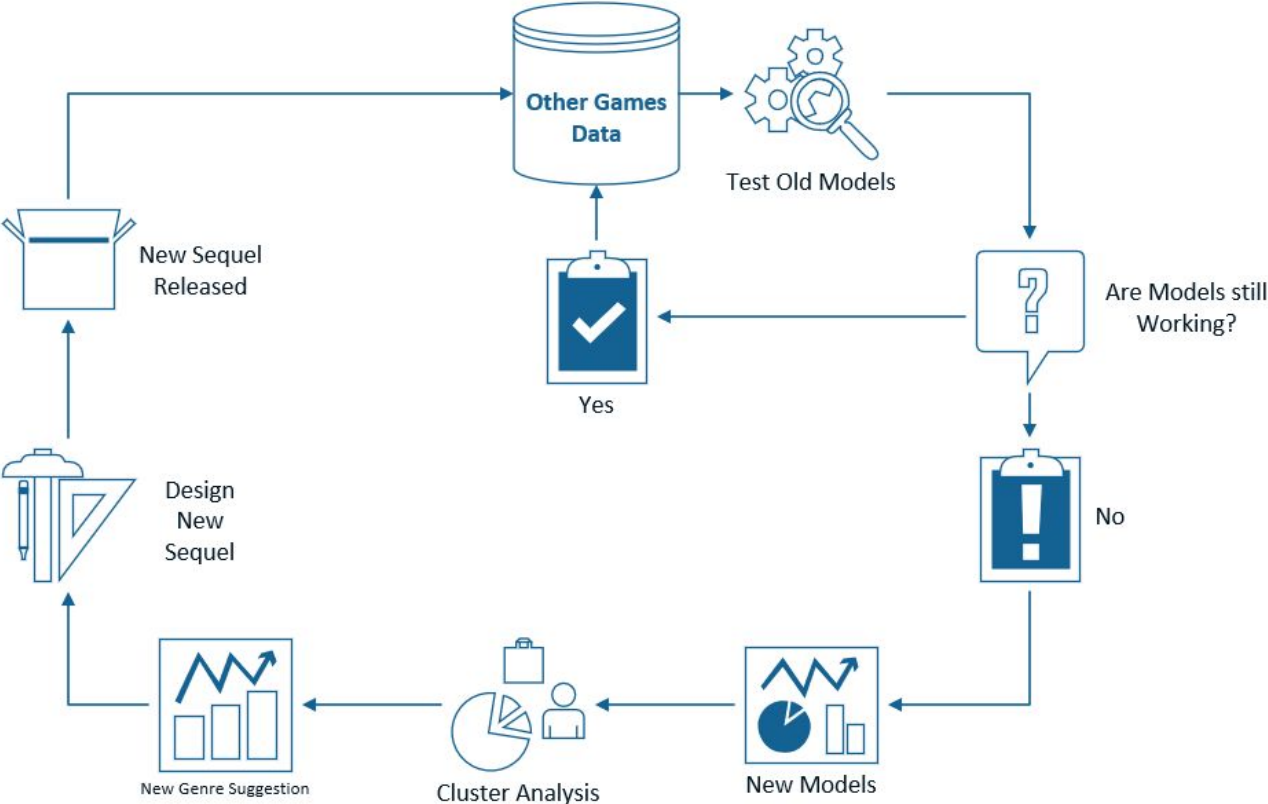 Other Games
Data
Test Old Models
New Sequel
Released
Are Models still
Working?
Yes
Design
New
Sequel
No
New Genre Suggestion
Cluster Analysis
New Models